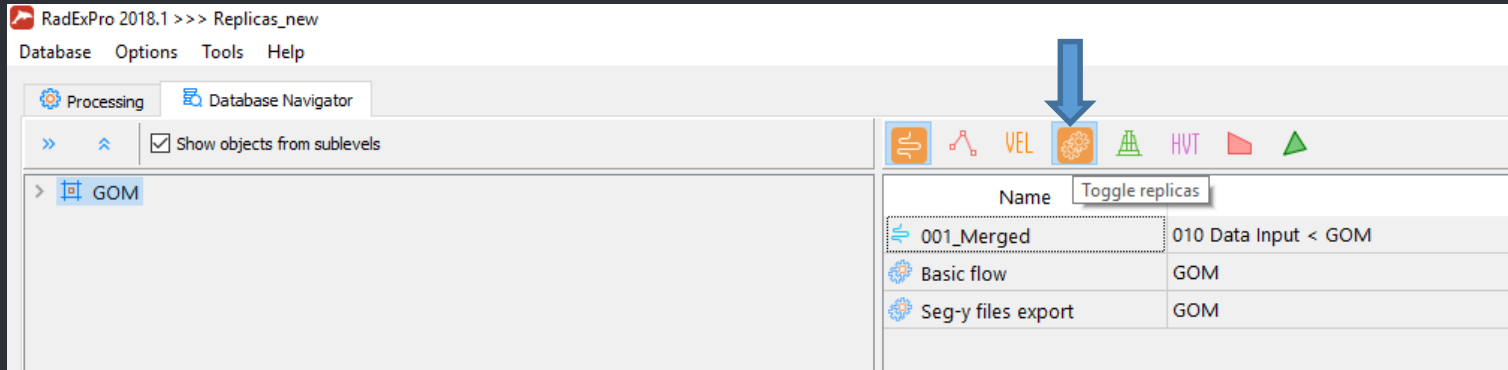 RadExPro 2018.1 >>> Replicas_new
Database Options Tools Help
Processing Database Navigator
» Show objects from sublevels VEL HVT
> GOM
Name Toggle replicas
001_Merged 010 Data Input < GOM
Basic flow GOM
Seg-y files export GOM